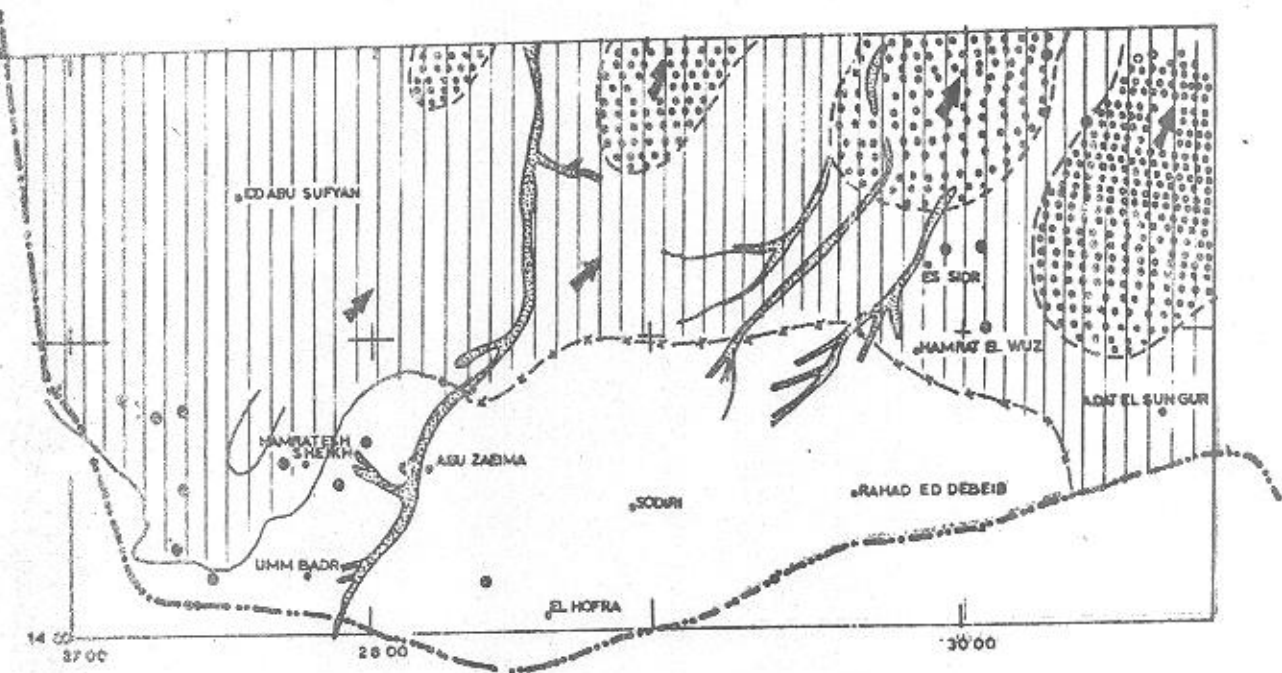 ED ABU SUFYAN
ES SIDR
HAMRAT EL WUZ
ADAT EL SUNGUR
HAMRAT ESH
SHEIKH
ABU ZABIMA
RAHAD ED DEBEIB
SODIRI
UMM BADR
EL HOFRA
14 00
27 00
28 00
30 00